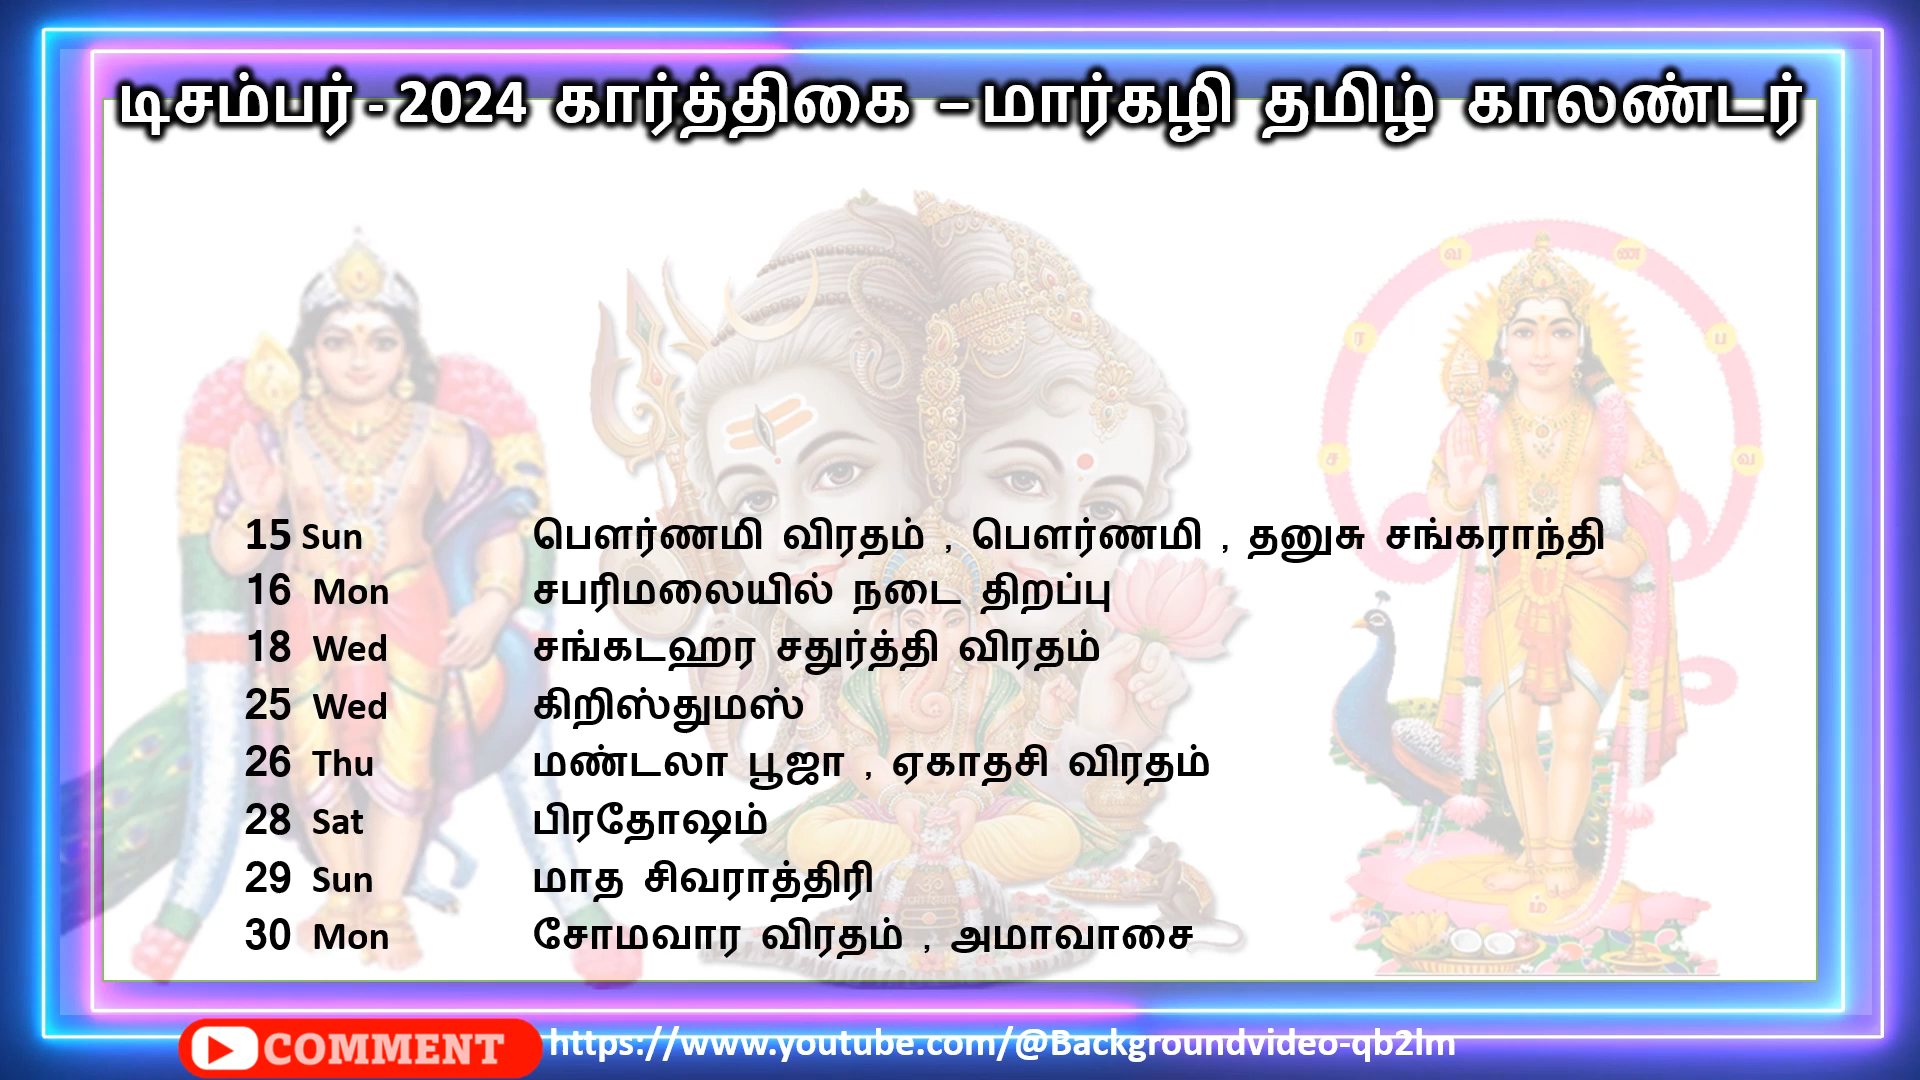 டிசம்பர் - 2024 கார்த்திகை – மார்கழி தமிழ் காலண்டர்
வ ண
ர ப
ச வ
15 Sun பௌர்ணமி விரதம் , பௌர்ணமி , தனுசு சங்கராந்தி
16 Mon சபரிமலையில் நடை திறப்பு
18 Wed சங்கடஹர சதுர்த்தி விரதம்
25 Wed கிறிஸ்துமஸ்
26 Thu மண்டலா பூஜா , ஏகாதசி விரதம்
28 Sat பிரதோஷம்
29 Sun மாத சிவராத்திரி
30 Mon சோமவார விரதம் , அமாவாசை
COMMENT https://www.youtube.com/@Backgroundvideo-qb2lm